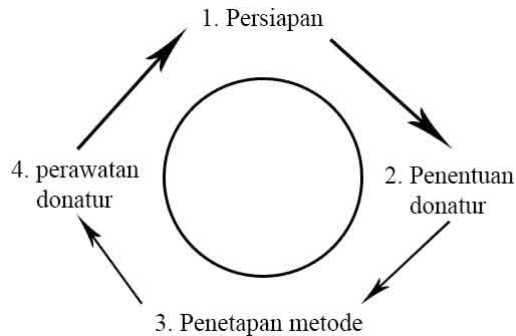 1. Persiapan
2. Penentuan
donatur
3. Penetapan metode
4. perawatan
donatur